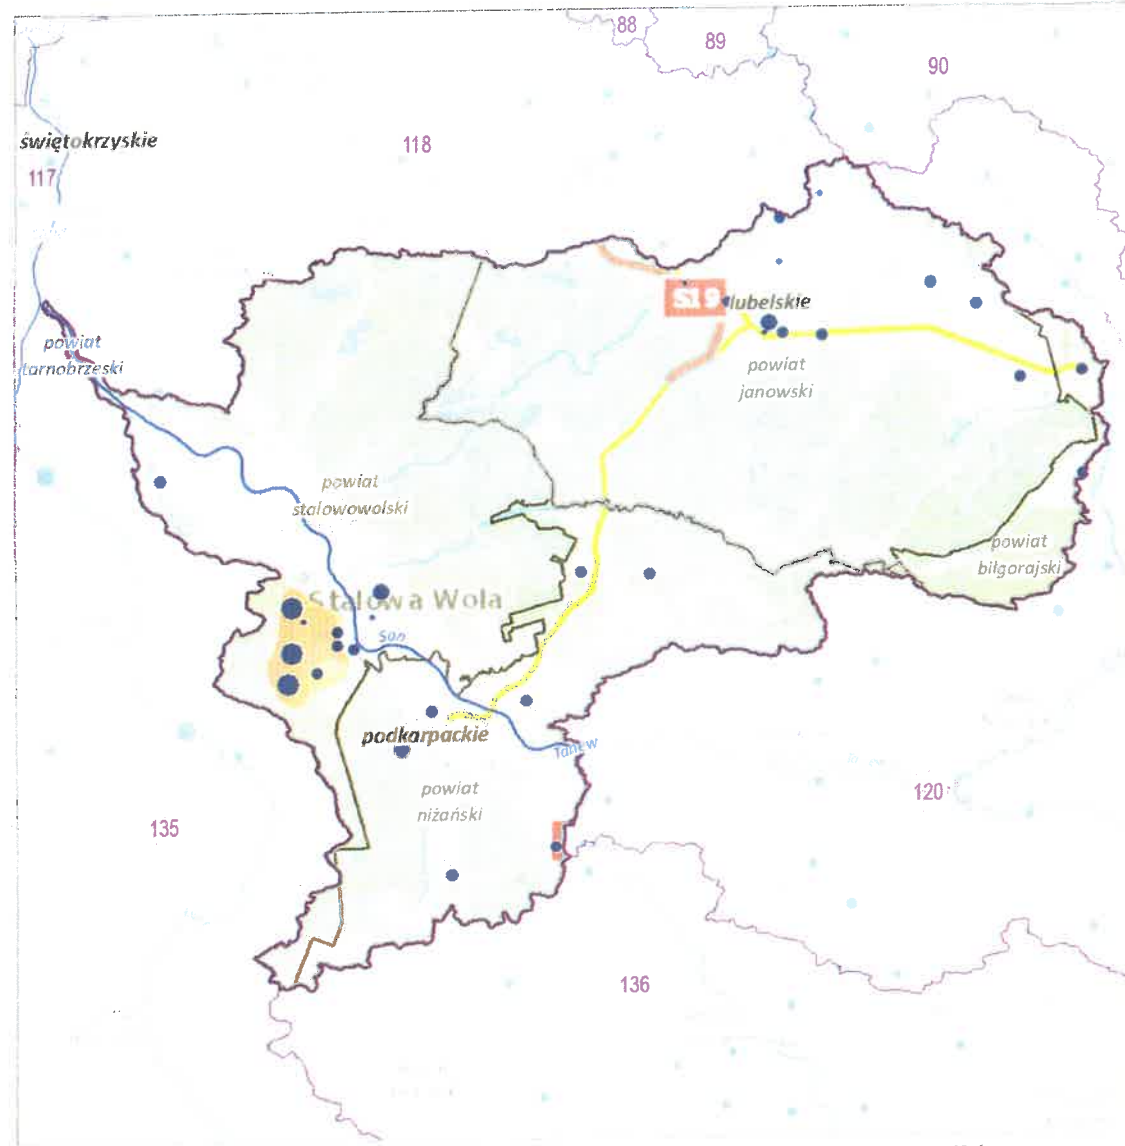 88
89
90
świętokrzyskie
118
117
S19
lubelskie
powiat
tarnobrzeski
powiat
janowski
powiat
stalowowolski
powiat
biłgorajski
Stalowa Wola
San
podkarpackie
Tanew
powiat
niżański
120
135
136